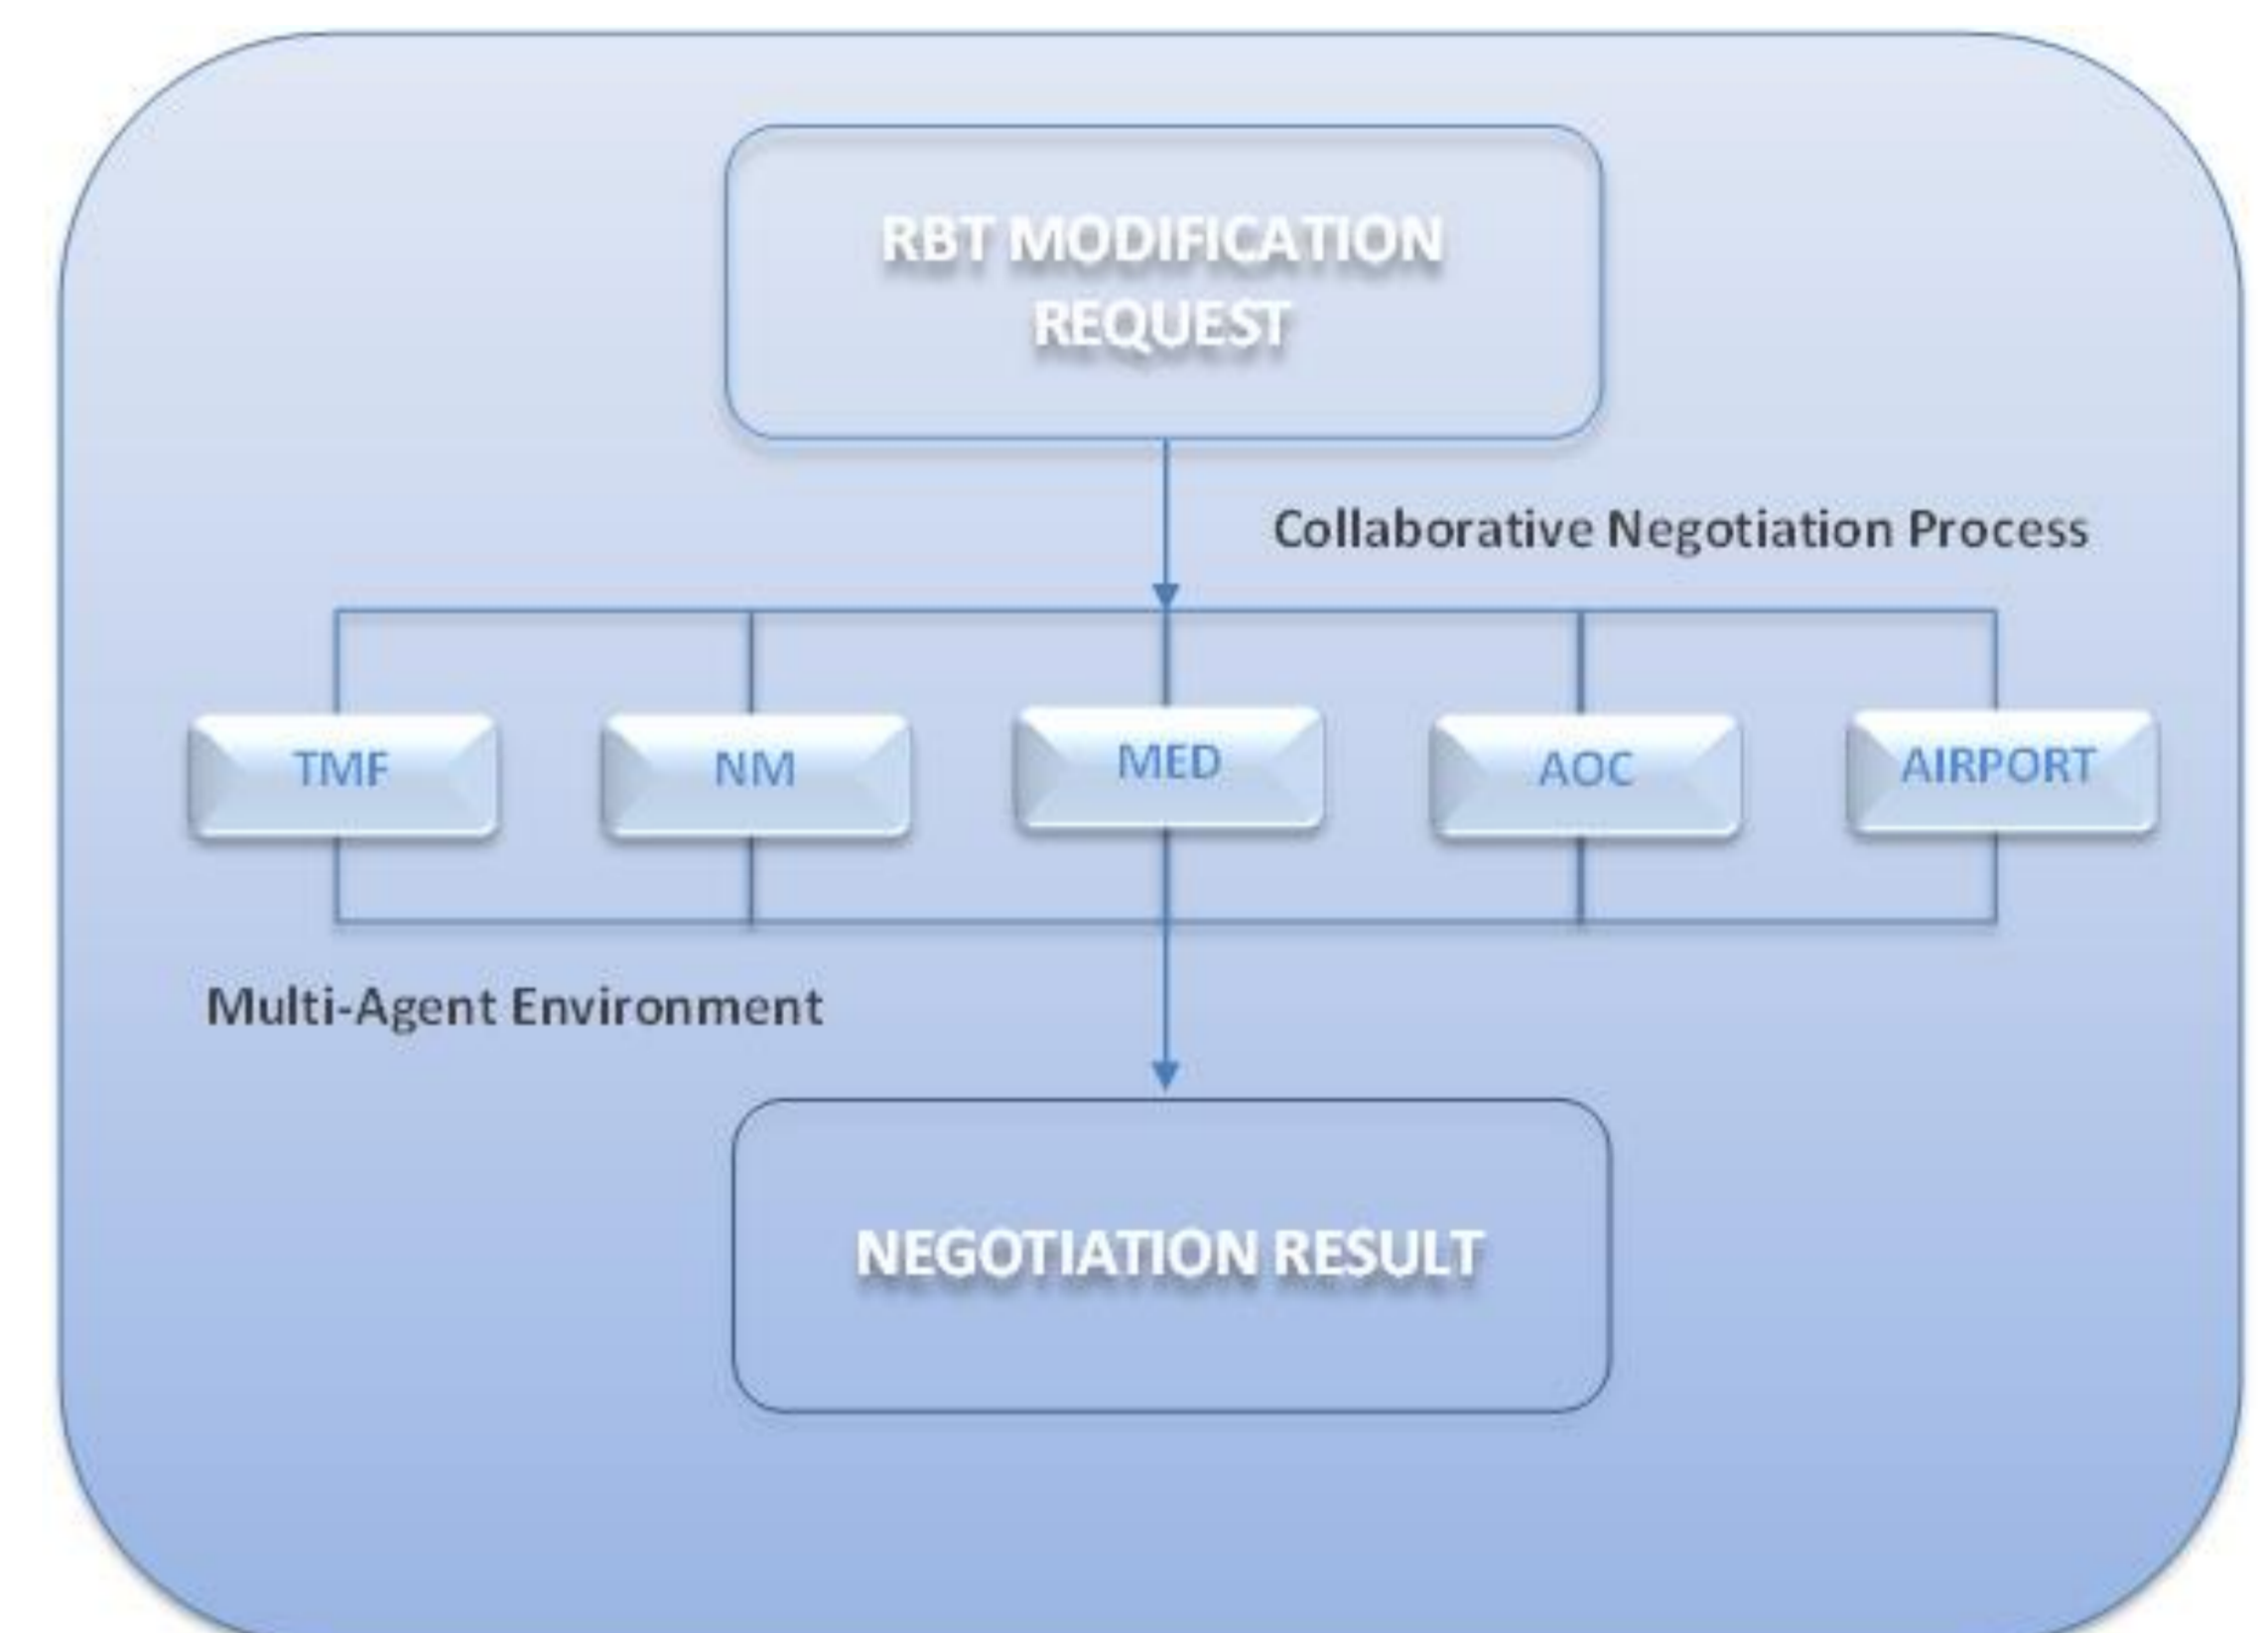 RBT MODIFICATION
REQUEST
Collaborative Negotiation Process
TMF
NM
MED
AOC
AIRPORT
Multi-Agent Environment
NEGOTIATION RESULT